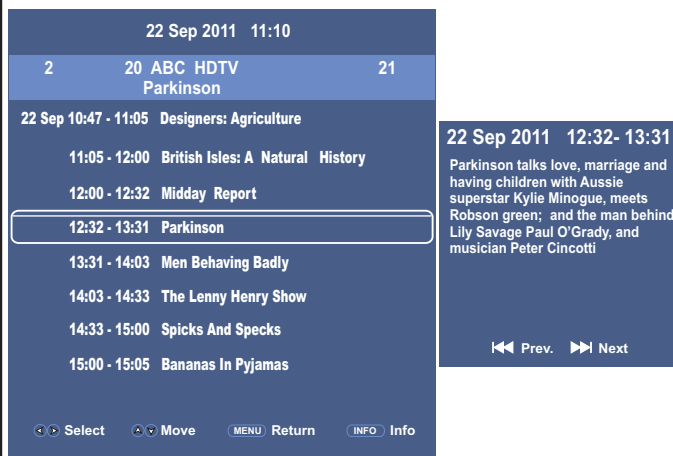 22 Sep 2011 11:10
2 20 ABC HDTV 21
Parkinson
22 Sep 10:47 - 11:05 Designers: Agriculture
11:05 - 12:00 British Isles: A Natural History
12:00 - 12:32 Midday Report
12:32 - 13:31 Parkinson
13:31 - 14:03 Men Behaving Badly
14:03 - 14:33 The Lenny Henry Show
14:33 - 15:00 Spicks And Specks
15:00 - 15:05 Bananas In Pyjamas
Select Move MENU Return INFO Info
22 Sep 2011 12:32- 13:31
Parkinson talks love, marriage and
having children with Aussie
superstar Kylie Minogue, meets
Robson green; and the man behind
Lily Savage Paul O'Grady, and
musician Peter Cincotti
Prev. Next